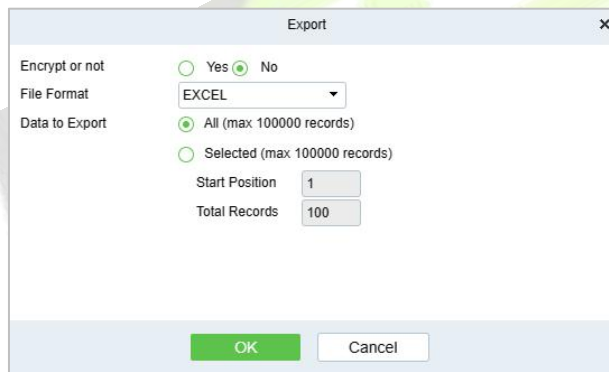 Export
Encrypt or not Yes No
File Format EXCEL
Data to Export All (max 100000 records)
Selected (max 100000 records)
Start Position 1
Total Records 100
OK Cancel